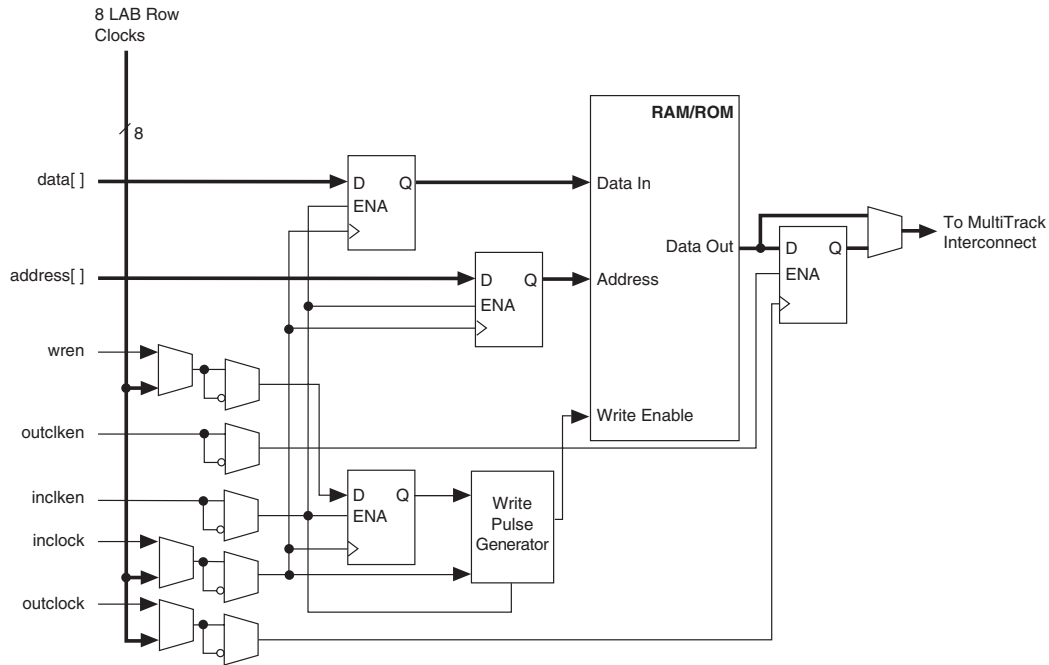 8 LAB Row
Clocks
8
RAM/ROM
data[ ]
D Q
ENA
Data In
address[ ]
D Q
ENA
Address
Data Out
D Q
ENA
To MultiTrack
Interconnect
wren
outclken
Write Enable
inclken
D Q
ENA
Write
Pulse
Generator
inclock
outclock